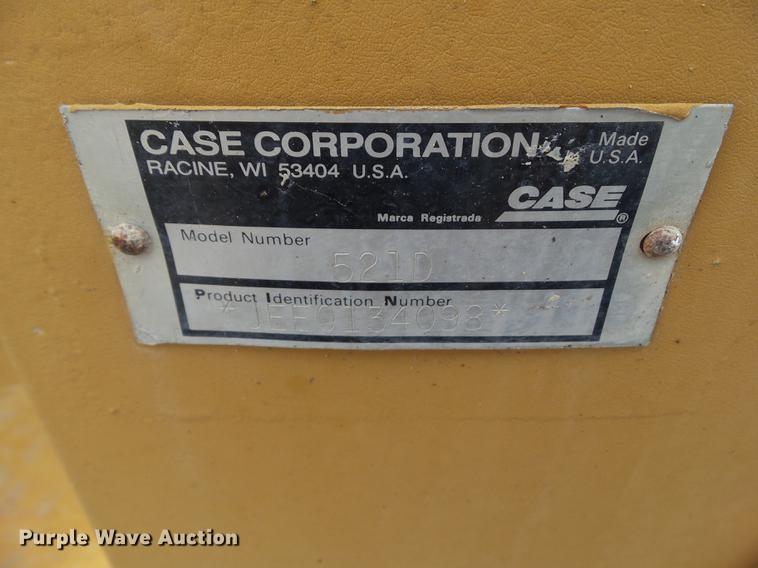 CASE CORPORATION
Made
RACINE, WI 53404 U.S.A.
U.S.A.
CASE ®
Marca Registrada
Model Number
521D
Product Identification Number
*JEE0134098*
Purple Wave Auction